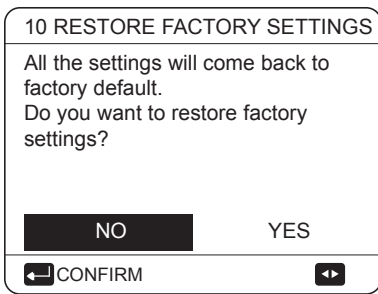 10 RESTORE FACTORY SETTINGS
All the settings will come back to
factory default.
Do you want to restore factory
settings?
NO YES
CONFIRM